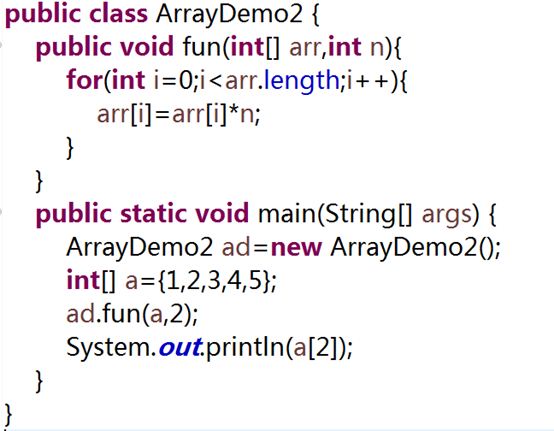 public class ArrayDemo2 {
public void fun(int[] arr,int n){
for(int i=0;i<arr.length;i++){
arr[i]=arr[i]*n;
}
}
public static void main(String[] args) {
ArrayDemo2 ad=new ArrayDemo2();
int[] a={1,2,3,4,5};
ad.fun(a,2);
System.out.println(a[2]);
}
}